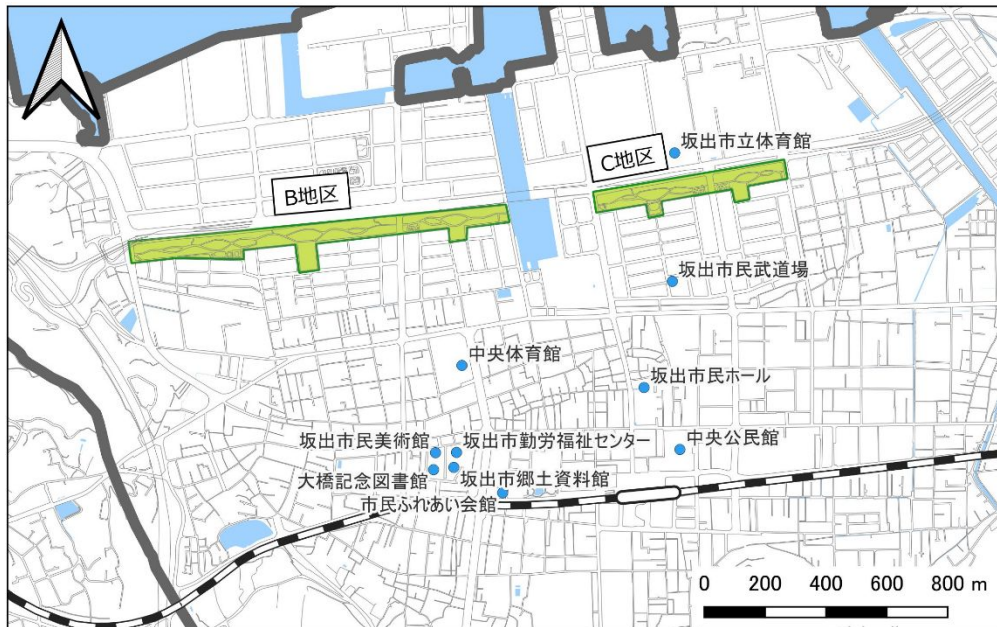 坂出市立体育館
C地区
B地区
坂出市民武道場
中央体育館
坂出市民ホール
坂出市民美術館
坂出市勤労福祉センター
中央公民館
大橋記念図書館
坂出市郷土資料館
市民ふれあい会館
0 200 400 600 800 m